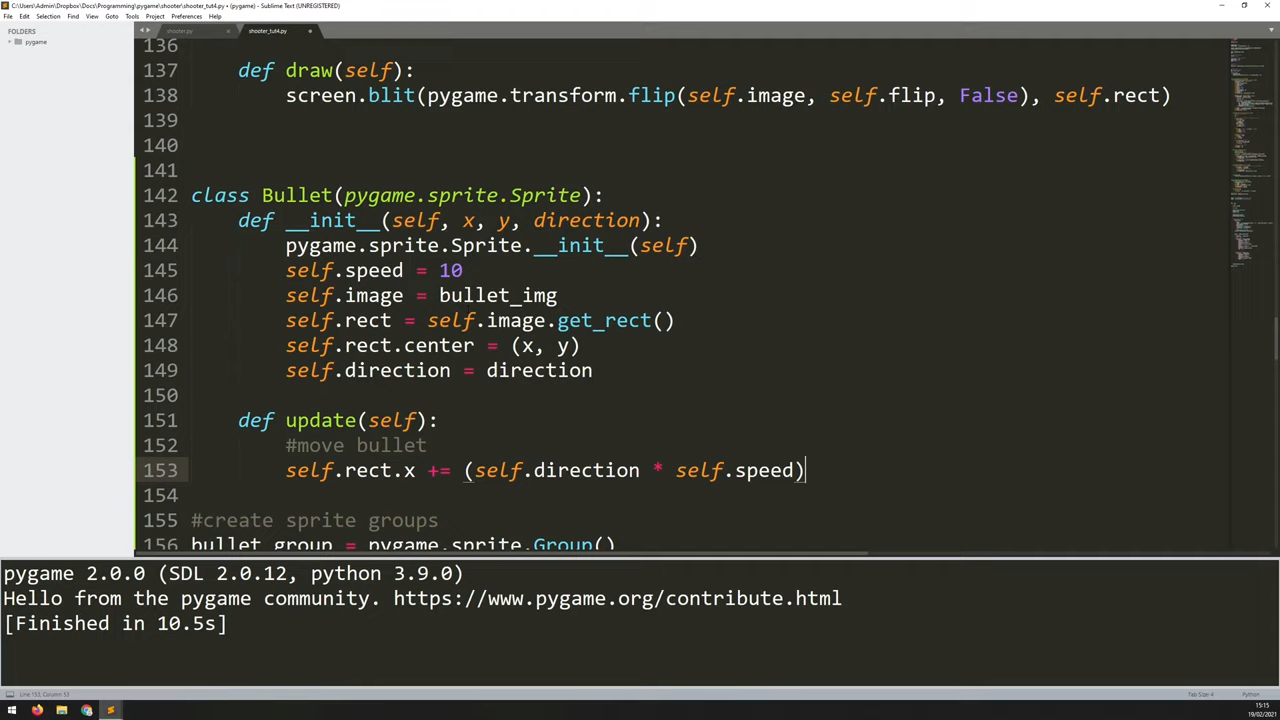 C:\Users\Admin\Dropbox\Docs\Programming\pygame\shooter\shooter_tut4.py • (pygame) - Sublime Text (UNREGISTERED)
File Edit Selection Find View Goto Tools Project Preferences Help
FOLDERS
pygame
shooter.py × shooter_tut4.py •
136
137 def draw(self):
138 screen.blit(pygame.transform.flip(self.image, self.flip, False), self.rect)
139
140
141
142 class Bullet(pygame.sprite.Sprite):
143 def __init__(self, x, y, direction):
144 pygame.sprite.Sprite.__init__(self)
145 self.speed = 10
146 self.image = bullet_img
147 self.rect = self.image.get_rect()
148 self.rect.center = (x, y)
149 self.direction = direction
150
151 def update(self):
152 #move bullet
153 self.rect.x += (self.direction * self.speed)
154
155 #create sprite groups
156 bullet_group = pygame.sprite.Group()
pygame 2.0.0 (SDL 2.0.12, python 3.9.0)
Hello from the pygame community. https://www.pygame.org/contribute.html
[Finished in 10.5s]
Line 153, Column 53
Tab Size: 4
Python
15:15
19/02/2021